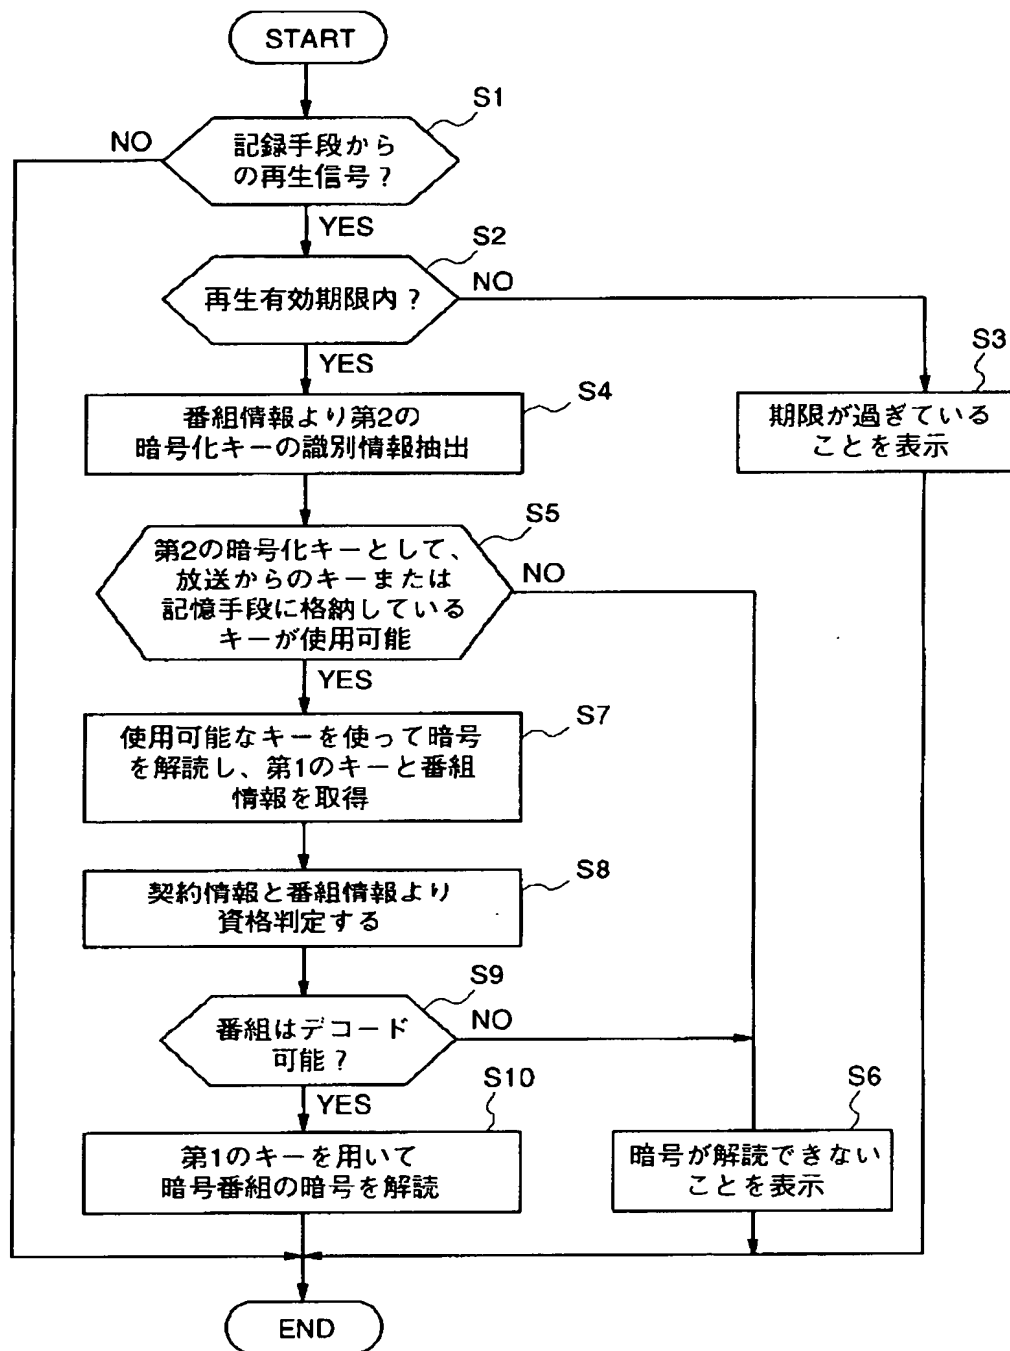 START
S1
NO
記録手段から
の再生信号？
YES
S2
再生有効期限内？
NO
YES
S3
期限が過ぎている
ことを表示
S4
番組情報より第2の
暗号化キーの識別情報抽出
S5
第2の暗号化キーとして、
放送からのキーまたは
記憶手段に格納している
キーが使用可能
NO
YES
S7
使用可能なキーを使って暗号
を解読し、第1のキーと番組
情報を取得
S8
契約情報と番組情報より
資格判定する
S9
番組はデコード
可能？
NO
YES
S10
第1のキーを用いて
暗号番組の暗号を解読
S6
暗号が解読できない
ことを表示
END